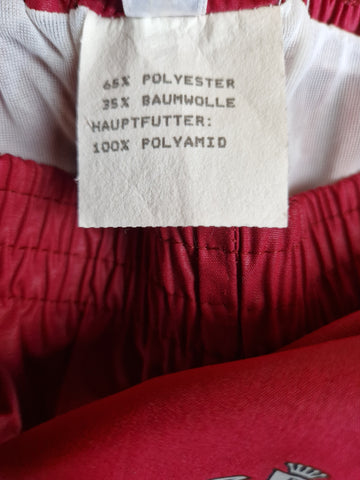 65% POLYESTER
35% BAUMWOLLE
HAUPTFUTTER:
100% POLYAMID